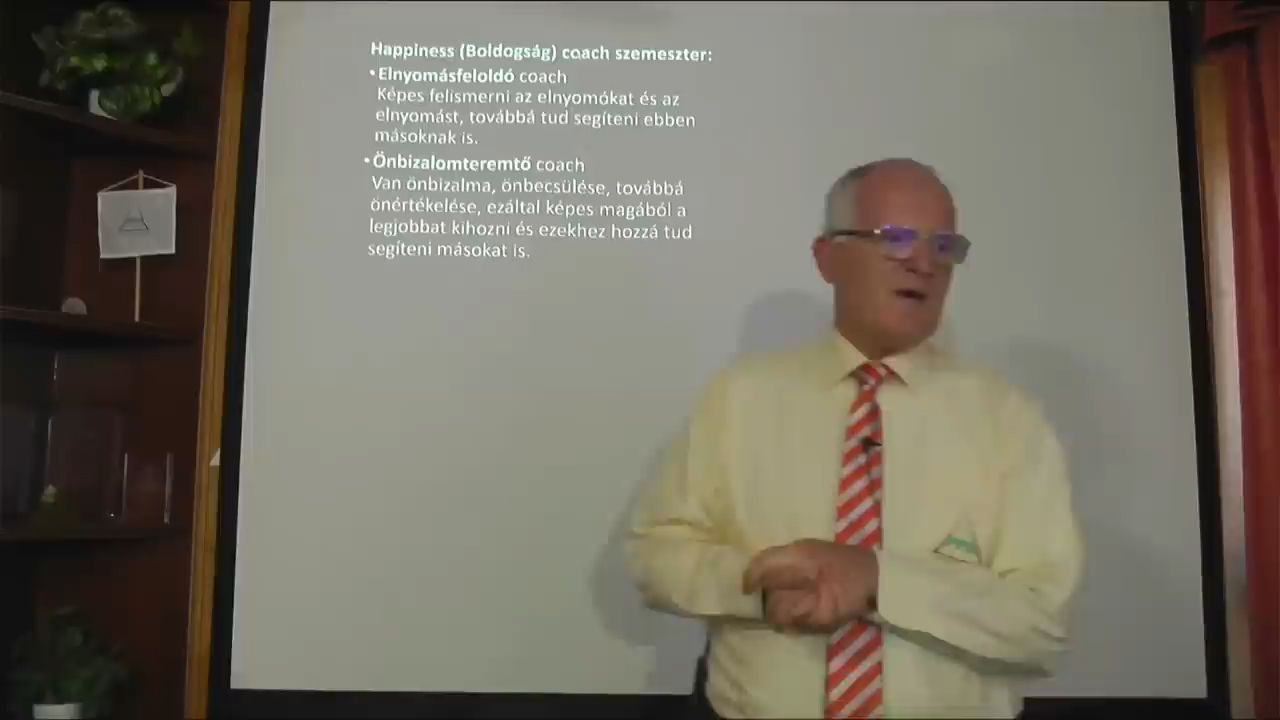 Happiness (Boldogság) coach szemeszter:
•Elnyomásfeloldó coach
Képes felismerni az elnyomókat és az
elnyomást, továbbá tud segíteni ebben
másoknak is.
•Önbizalomteremtő coach
Van önbizalma, önbecsülése, továbbá
önértékelése, ezáltal képes magából a
legjobbat kihozni és ezekhez hozzá tud
segíteni másokat is.